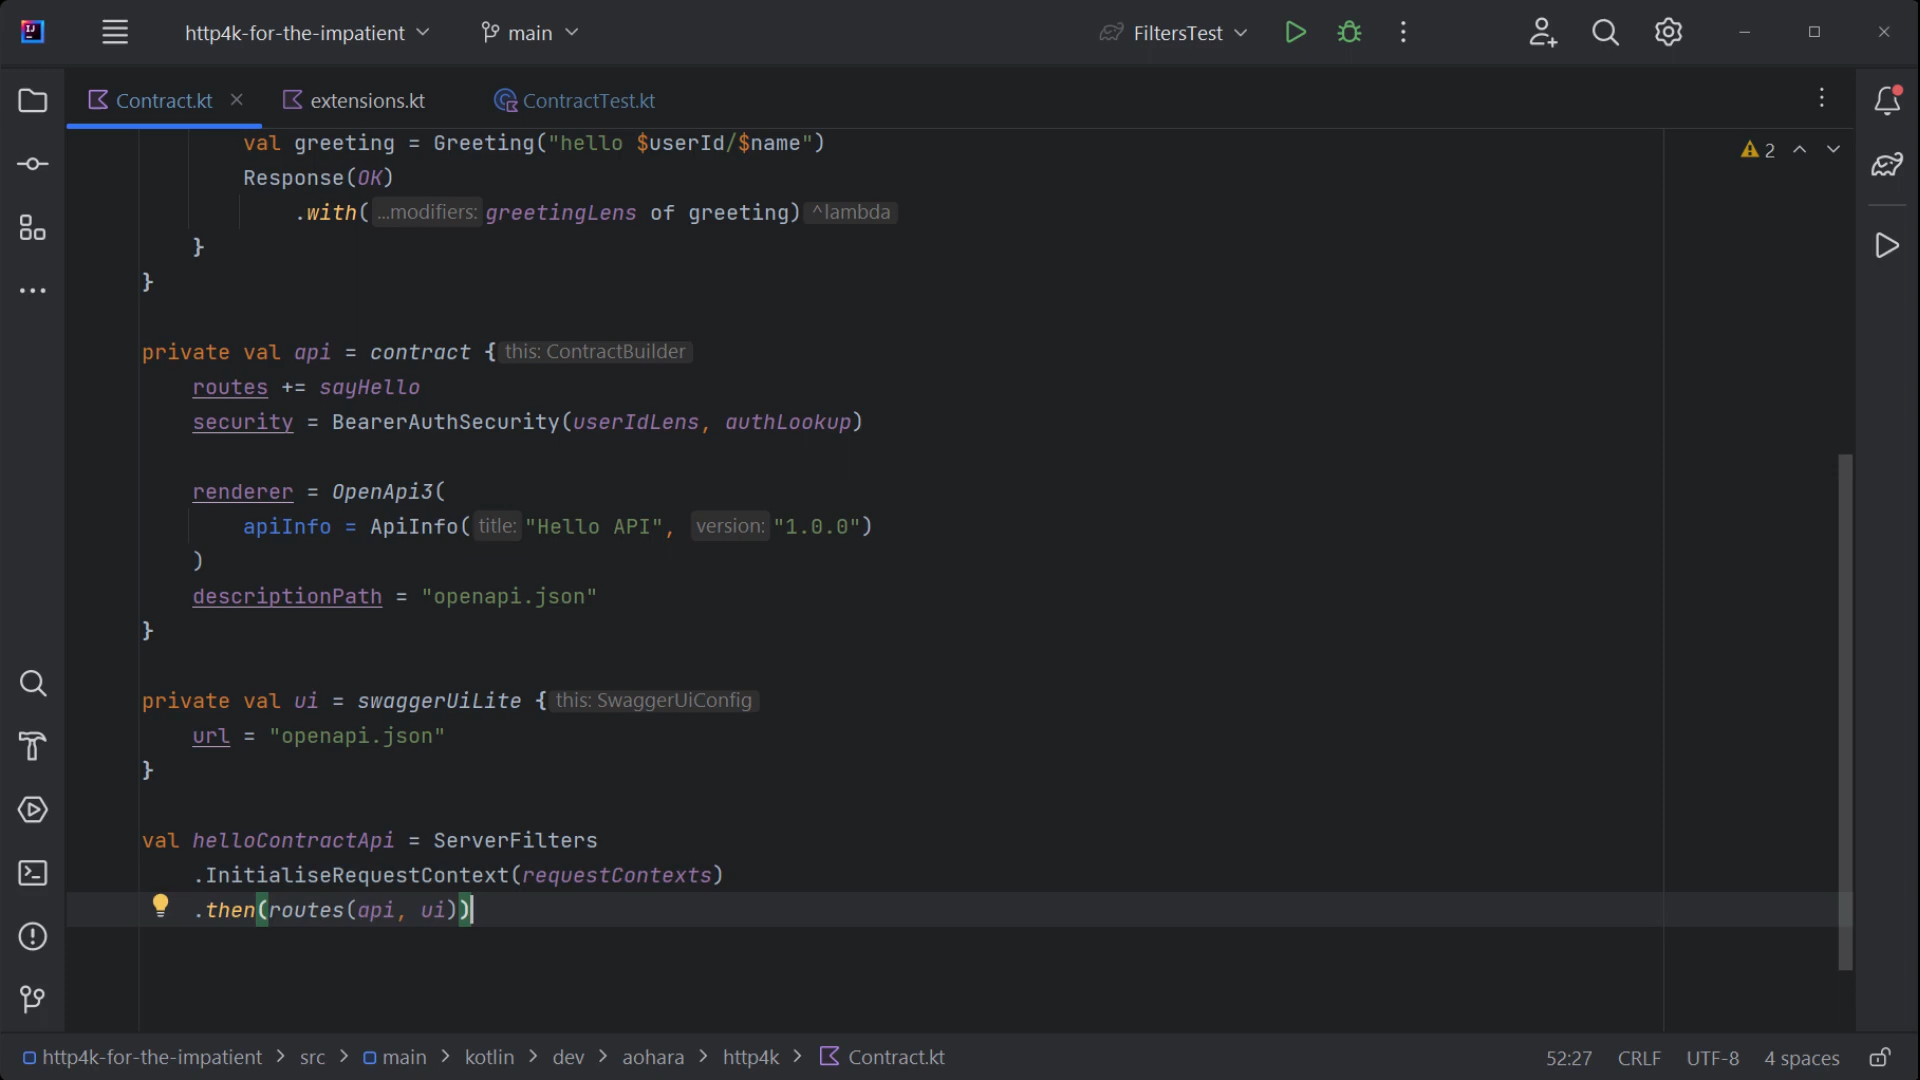 IJ
http4k-for-the-impatient
main
FiltersTest
Contract.kt
extensions.kt
ContractTest.kt
2
val greeting = Greeting("hello $userId/$name")
Response(OK)
.with( …modifiers: greetingLens of greeting) ^lambda
}
}
private val api = contract { this: ContractBuilder
routes += sayHello
security = BearerAuthSecurity(userIdLens, authLookup)
renderer = OpenApi3(
apiInfo = ApiInfo( title: "Hello API", version: "1.0.0")
)
descriptionPath = "openapi.json"
}
private val ui = swaggerUiLite { this: SwaggerUiConfig
url = "openapi.json"
}
val helloContractApi = ServerFilters
.InitialiseRequestContext(requestContexts)
.then(routes(api, ui))
http4k-for-the-impatient > src > main > kotlin > dev > aohara > http4k > Contract.kt
52:27 CRLF UTF-8 4 spaces